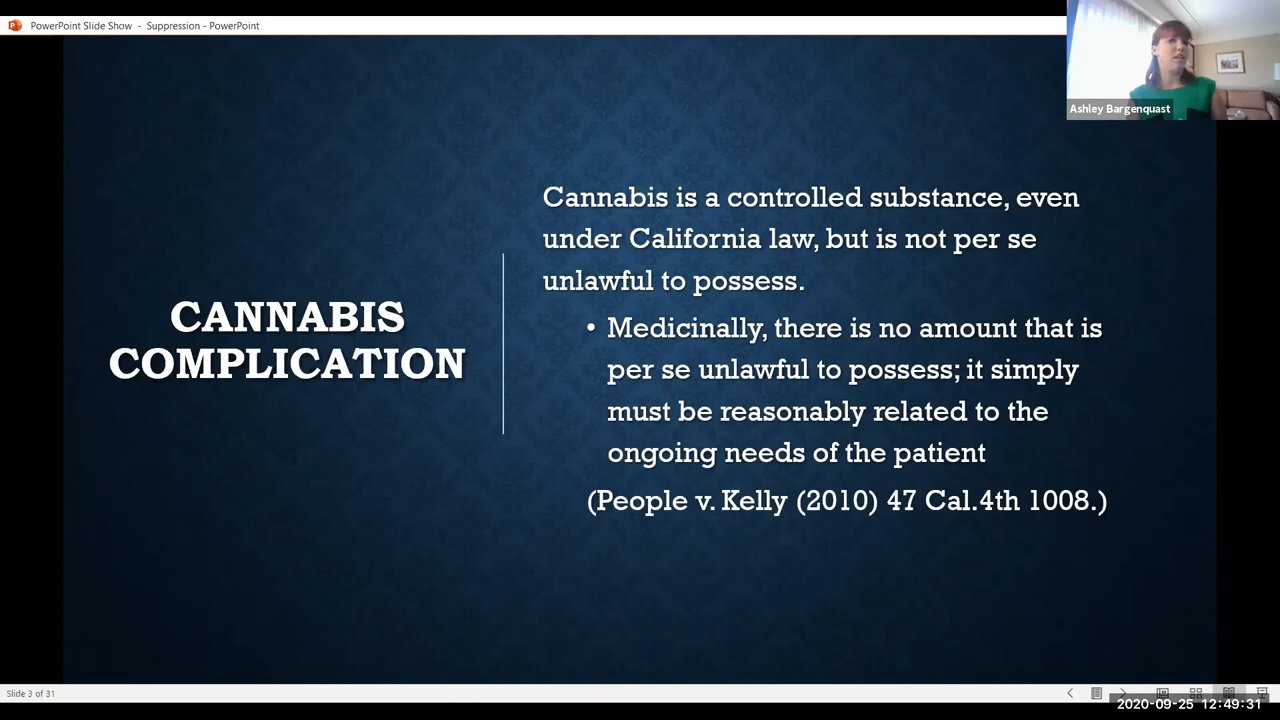 PowerPoint Slide Show - Suppression - PowerPoint
Ashley Bargenquast
CANNABIS
COMPLICATION
Cannabis is a controlled substance, even
under California law, but is not per se
unlawful to possess.
• Medicinally, there is no amount that is
per se unlawful to possess; it simply
must be reasonably related to the
ongoing needs of the patient
(People v. Kelly (2010) 47 Cal.4th 1008.)
Slide 3 of 31
2020-09-25 12:49:31